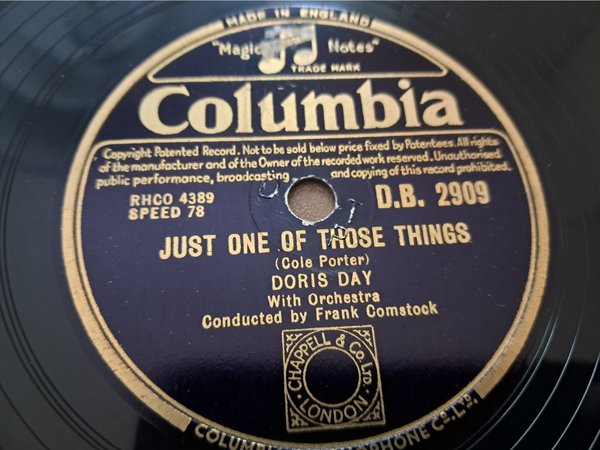 MADE IN ENGLAND
"Magic Notes"
TRADE MARK
Columbia
Copyright Patented Record. Not to be sold below price fixed by Patentees. All rights
of the manufacturer and of the Owner of the recorded work reserved. Unauthorised
public performance, broadcasting and copying of this record prohibited.
RHCO 4389
SPEED 78
D.B. 2909
JUST ONE OF THOSE THINGS
(Cole Porter)
DORIS DAY
With Orchestra
Conducted by Frank Comstock
CHAPPELL & Co. LTD.
LONDON